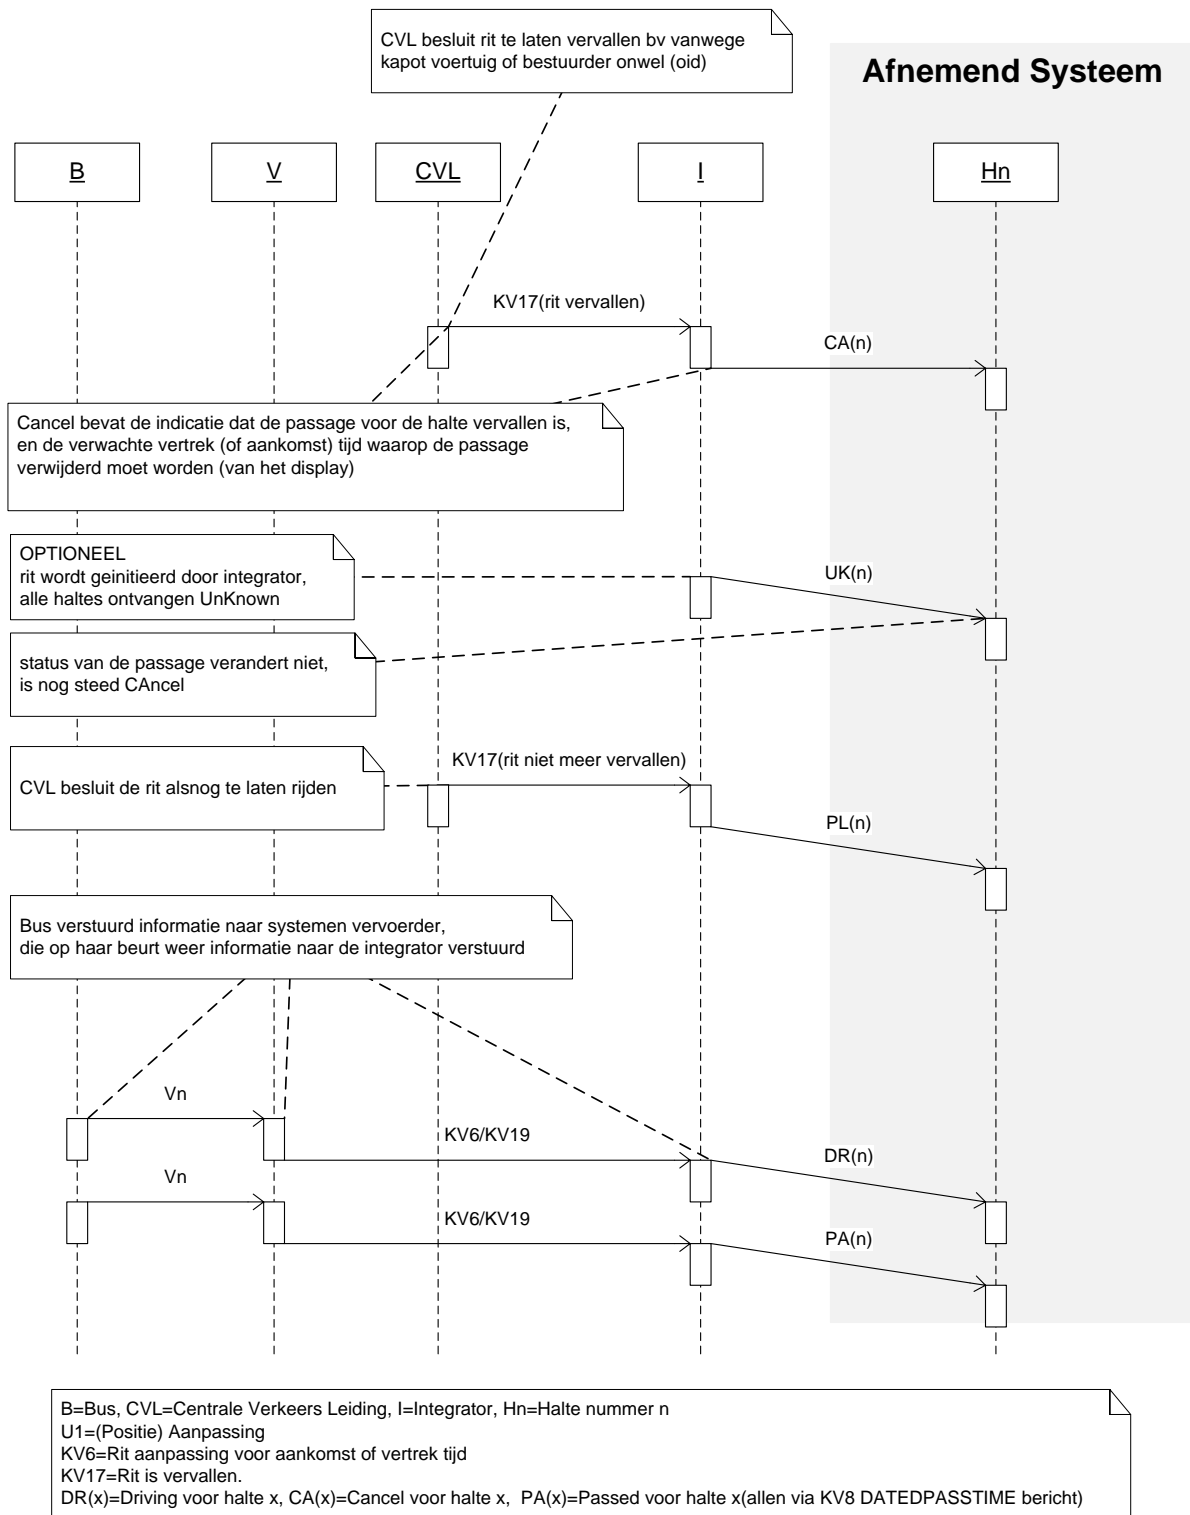 CVL besluit rit te laten vervallen bv vanwege
kapot voertuig of bestuurder onwel (oid)
Afnemend Systeem
B
V
CVL
I
Hn
KV17(rit vervallen)
CA(n)
Cancel bevat de indicatie dat de passage voor de halte vervallen is,
en de verwachte vertrek (of aankomst) tijd waarop de passage
verwijderd moet worden (van het display)
OPTIONEEL
rit wordt geinitieerd door integrator,
alle haltes ontvangen UnKnown
UK(n)
status van de passage verandert niet,
is nog steed CAncel
KV17(rit niet meer vervallen)
CVL besluit de rit alsnog te laten rijden
PL(n)
Bus verstuurd informatie naar systemen vervoerder,
die op haar beurt weer informatie naar de integrator verstuurd
Vn
KV6/KV19
DR(n)
Vn
KV6/KV19
PA(n)
B=Bus, CVL=Centrale Verkeers Leiding, I=Integrator, Hn=Halte nummer n
U1=(Positie) Aanpassing
KV6=Rit aanpassing voor aankomst of vertrek tijd
KV17=Rit is vervallen.
DR(x)=Driving voor halte x, CA(x)=Cancel voor halte x,  PA(x)=Passed voor halte x(allen via KV8 DATEDPASSTIME bericht)